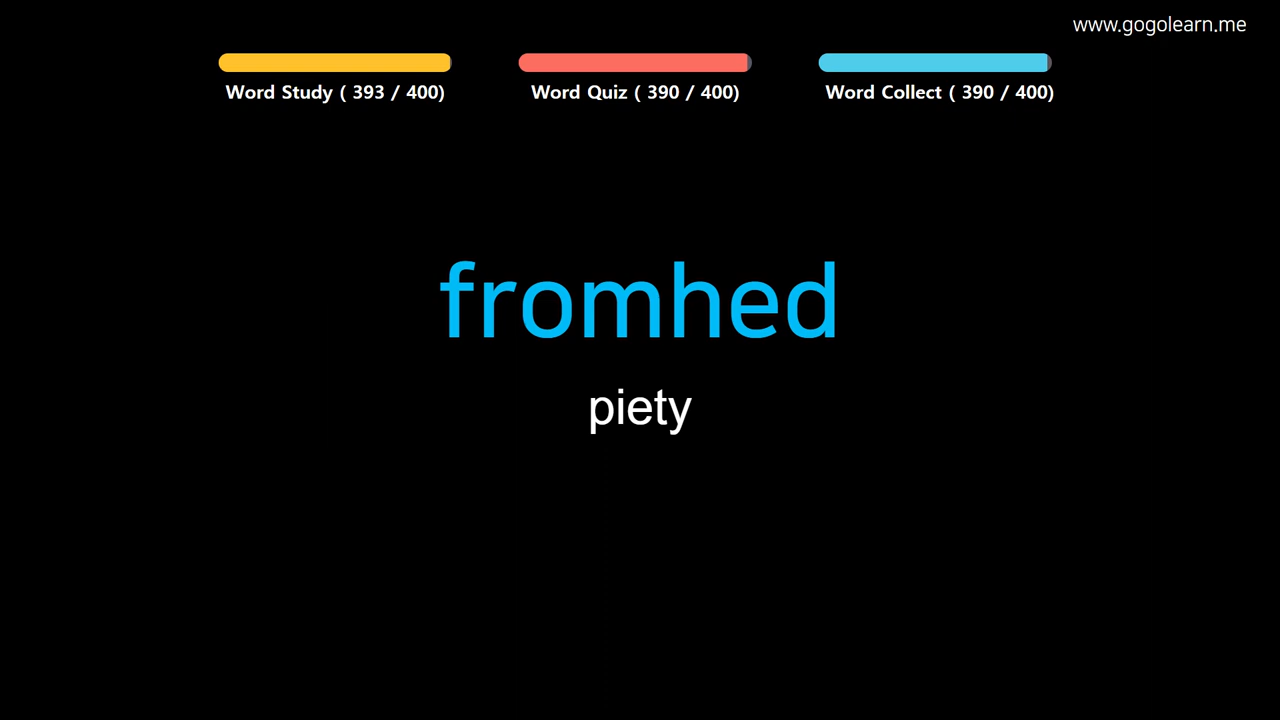 www.gogolearn.me
Word Study ( 393 / 400)
Word Quiz ( 390 / 400)
Word Collect ( 390 / 400)
fromhed
piety